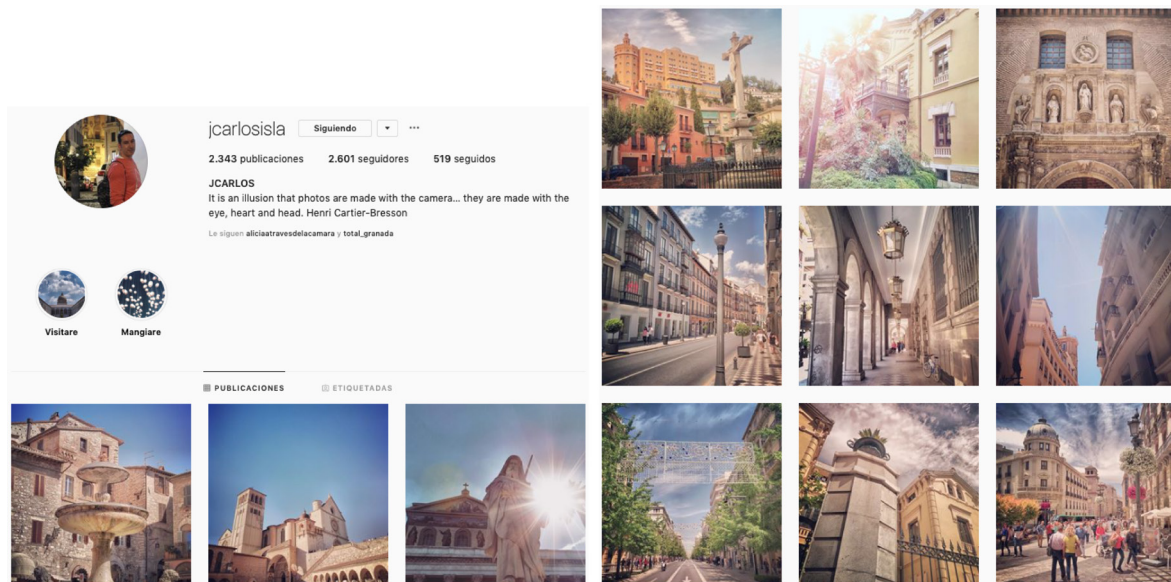 jcarlosisla Siguiendo
2.343 publicaciones 2.601 seguidores 519 seguidos
JCARLOS
It is an illusion that photos are made with the camera... they are made with the
eye, heart and head. Henri Cartier-Bresson
Le siguen aliciaatravesdelacamara y total_granada
Visitare Mangiare
PUBLICACIONES ETIQUETADAS